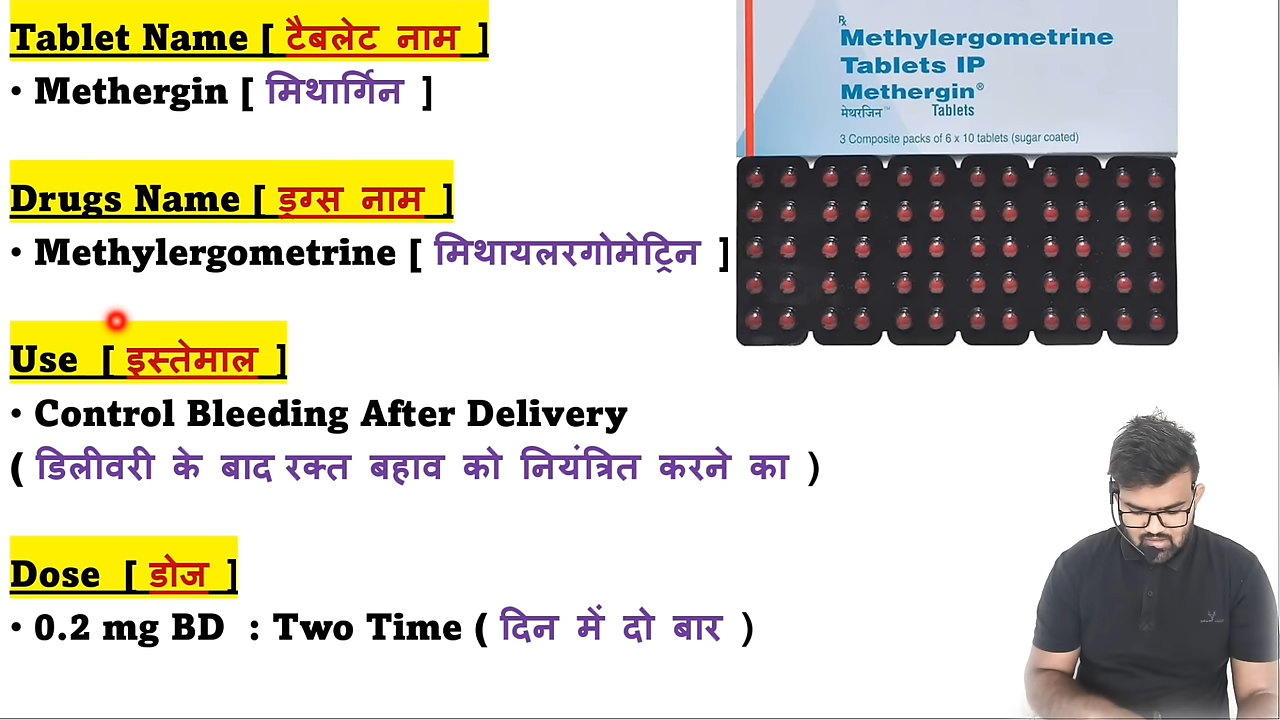 Tablet Name [ टैबलेट नाम ]
• Methergin [ मिथार्गिन ]
Drugs Name [ ड्रग्स नाम ]
• Methylergometrine [ मिथायलरगोमेट्रिन ]
Use [ इस्तेमाल ]
• Control Bleeding After Delivery
( डिलीवरी के बाद रक्त बहाव को नियंत्रित करने का )
Dose [ डोज ]
• 0.2 mg BD : Two Time ( दिन में दो बार )
Rx
Methylergometrine
Tablets IP
Methergin®
मेथरजिन™ Tablets
3 Composite packs of 6 x 10 tablets (sugar coated)